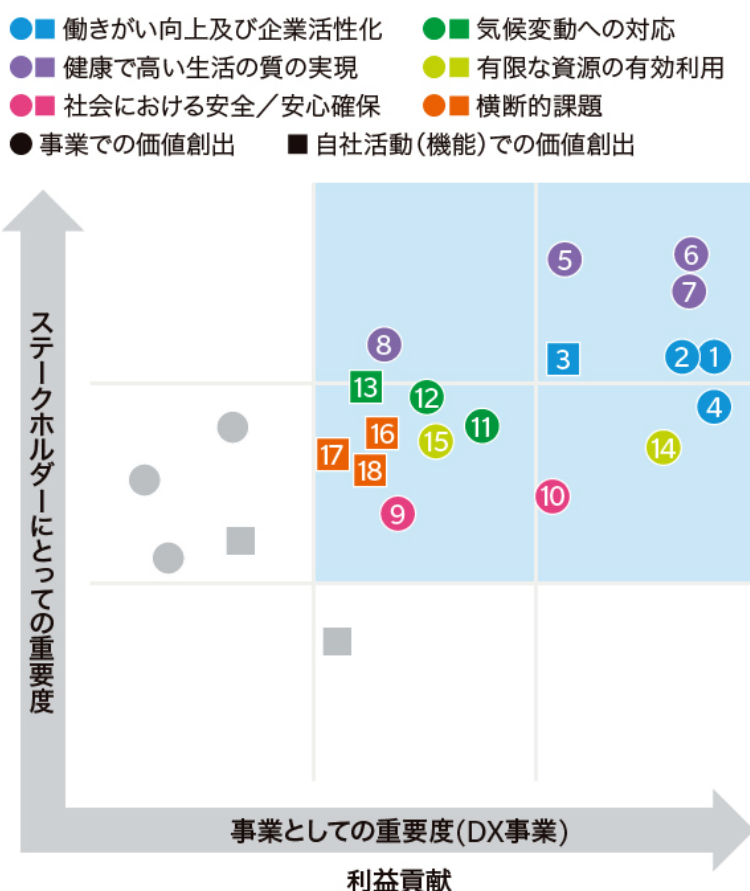 働きがい向上及び企業活性化 気候変動への対応
健康で高い生活の質の実現 有限な資源の有効利用
社会における安全／安心確保 横断的課題
事業での価値創出 自社活動(機能)での価値創出
ステークホルダーにとっての重要度
5 6
7
8 3 2 1
13 12 4
16 15 11 14
17 18
9 10
事業としての重要度(DX事業)
利益貢献